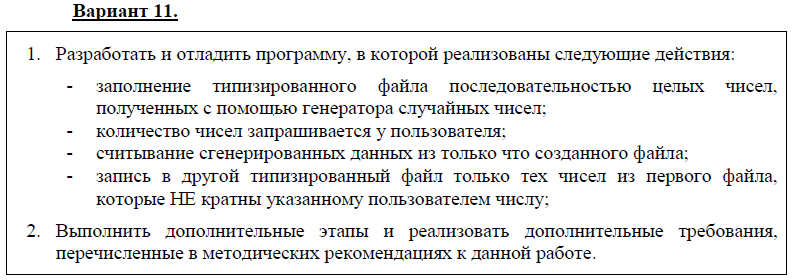 Вариант 11.
1. Разработать и отладить программу, в которой реализованы следующие действия:
- заполнение типизированного файла последовательностью целых чисел,
полученных с помощью генератора случайных чисел;
- количество чисел запрашивается у пользователя;
- считывание сгенерированных данных из только что созданного файла;
- запись в другой типизированный файл только тех чисел из первого файла,
которые НЕ кратны указанному пользователем числу;
2. Выполнить дополнительные этапы и реализовать дополнительные требования,
перечисленные в методических рекомендациях к данной работе.